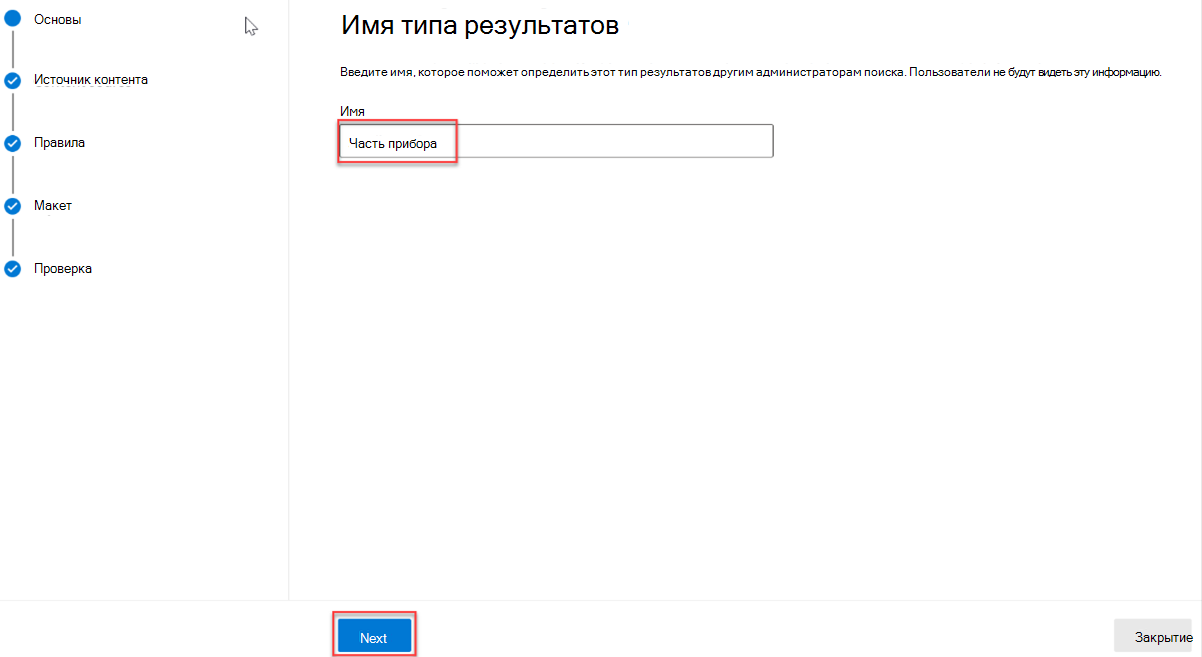 Основы
Источник контента
Правила
Макет
Проверка
Имя типа результатов
Введите имя, которое поможет определить этот тип результатов другим администраторам поиска. Пользователи не будут видеть эту информацию.
Имя
Часть прибора
Next
Закрытие